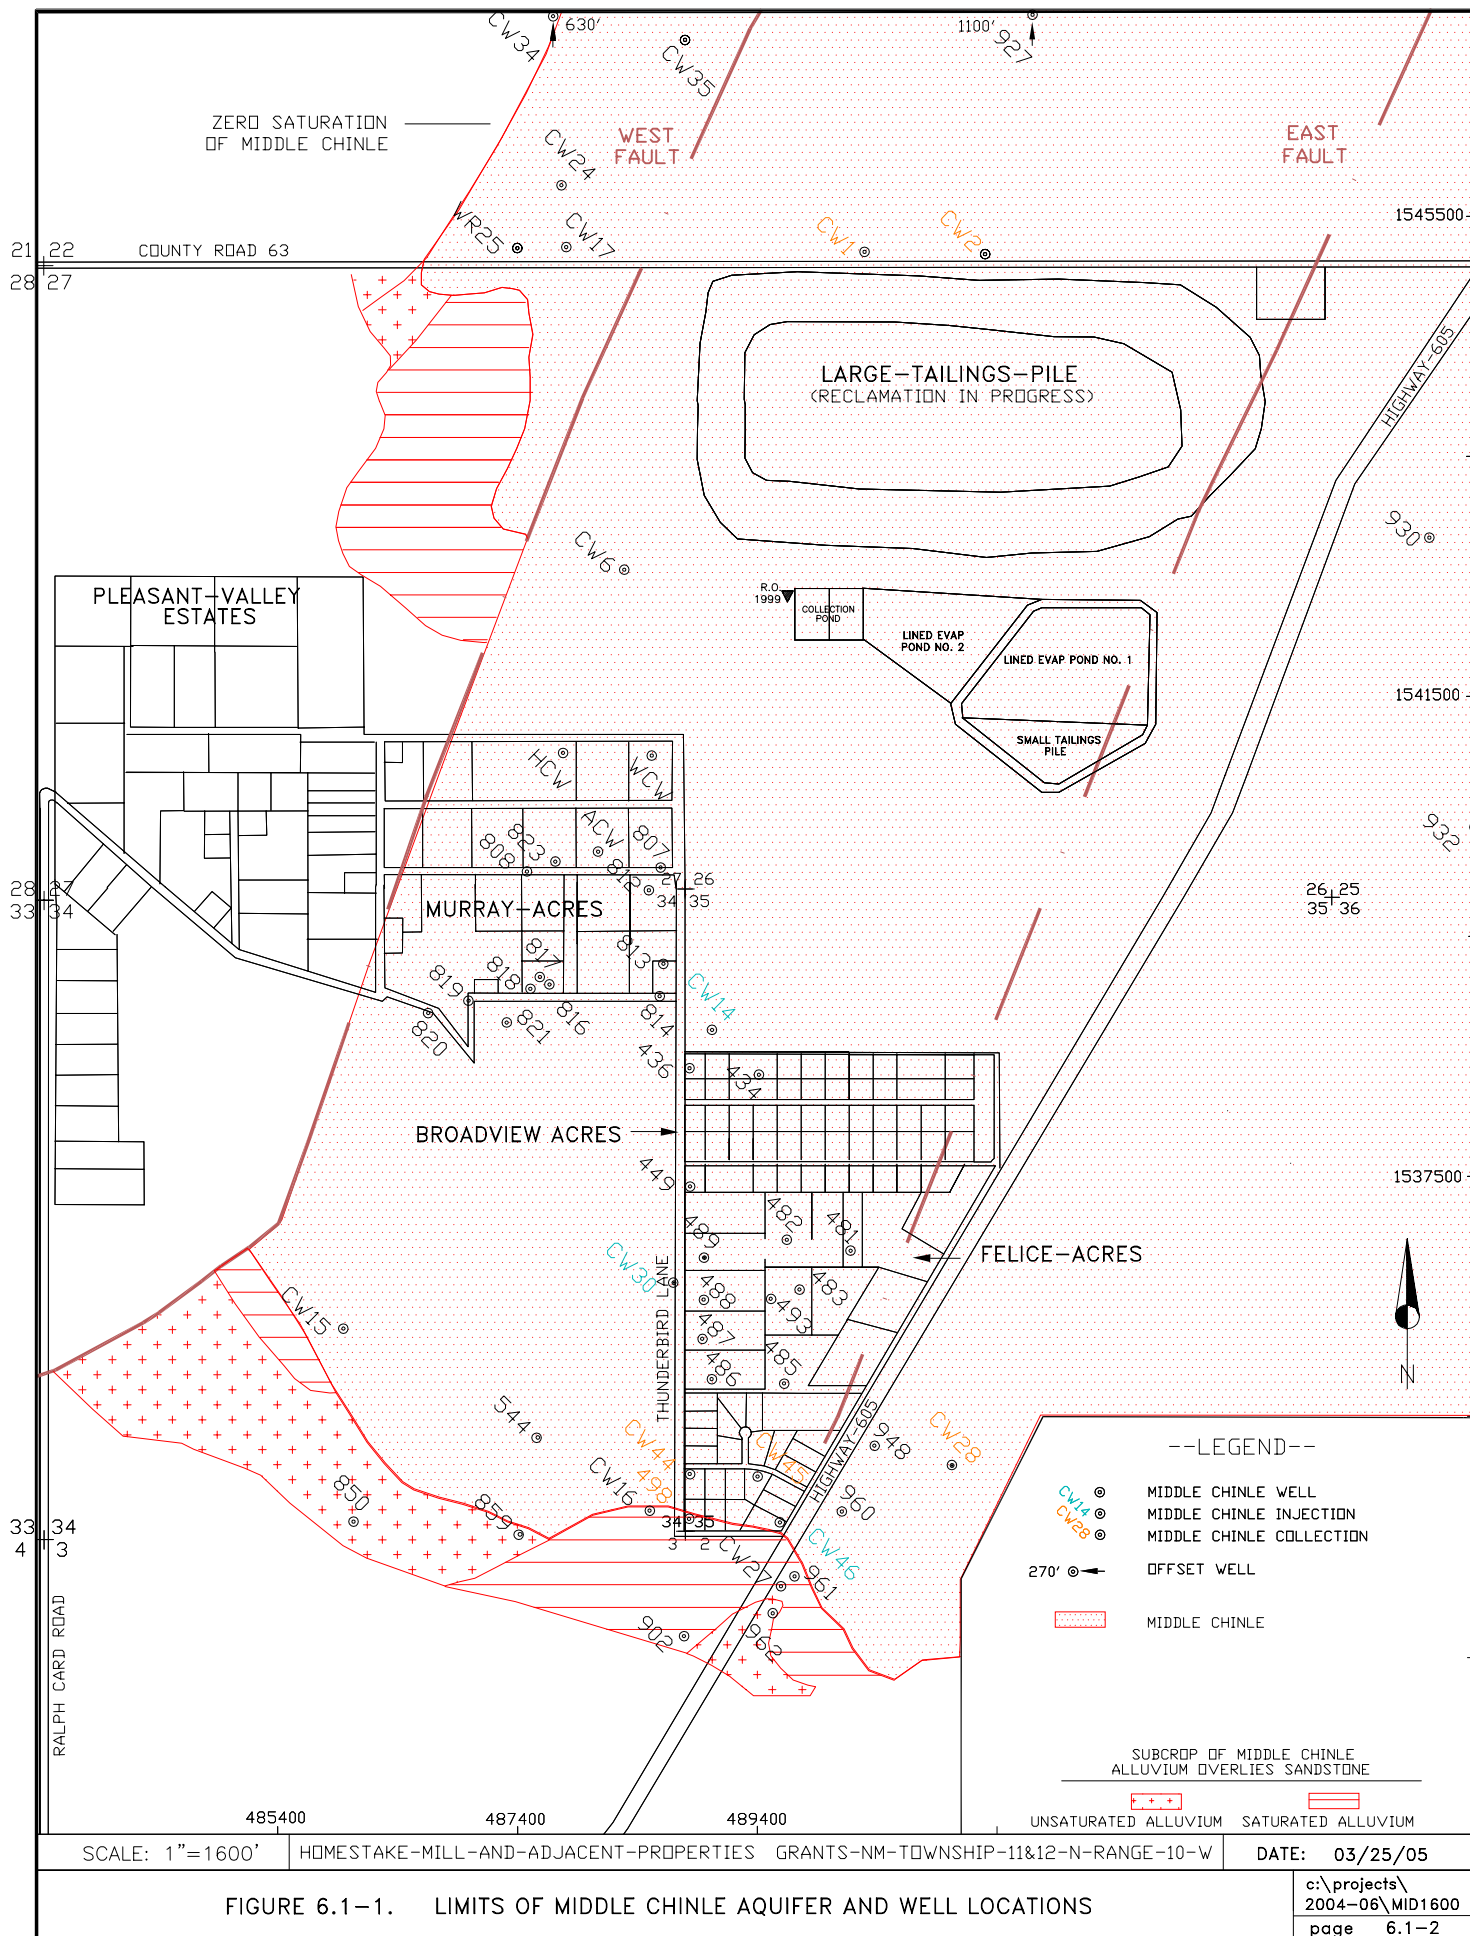 CW34
630'
CW35
1100'
927
ZERO SATURATION
OF MIDDLE CHINLE
WEST
FAULT
EAST
FAULT
CW24
WR25
CW17
CW1
CW2
1545500
21 22
28 27
COUNTY ROAD 63
LARGE-TAILINGS-PILE
(RECLAMATION IN PROGRESS)
HIGHWAY-605
930
CW6
PLEASANT-VALLEY
ESTATES
R.O.
1999
COLLECTION
POND
LINED EVAP
POND NO. 2
LINED EVAP POND NO. 1
SMALL TAILINGS
PILE
1541500
HCW
WCW
932
808
823
ACW
807
812
28 27
33 34
27 26
34 35
26 25
35 36
MURRAY-ACRES
819
818
817
813
816
814
820
821
CW14
436
434
BROADVIEW ACRES
449
1537500
489
482
481
FELICE-ACRES
CW30
THUNDERBIRD LANE
488
493
483
CW15
487
486
485
N
544
CW44
498
CW45
948
CW28
HIGHWAY-605
850
859
CW16
960
33 34
4 3
34 35
3 2
CW27
CW46
961
902
962
RALPH CARD ROAD
--LEGEND--
MIDDLE CHINLE WELL
CW14
MIDDLE CHINLE INJECTION
CW28
MIDDLE CHINLE COLLECTION
270'
OFFSET WELL
MIDDLE CHINLE
SUBCROP OF MIDDLE CHINLE
ALLUVIUM OVERLIES SANDSTONE
UNSATURATED ALLUVIUM
SATURATED ALLUVIUM
485400
487400
489400
SCALE: 1"=1600'
HOMESTAKE-MILL-AND-ADJACENT-PROPERTIES GRANTS-NM-TOWNSHIP-11&12-N-RANGE-10-W
DATE: 03/25/05
FIGURE 6.1-1. LIMITS OF MIDDLE CHINLE AQUIFER AND WELL LOCATIONS
c:\projects\
2004-06\MID1600
page 6.1-2